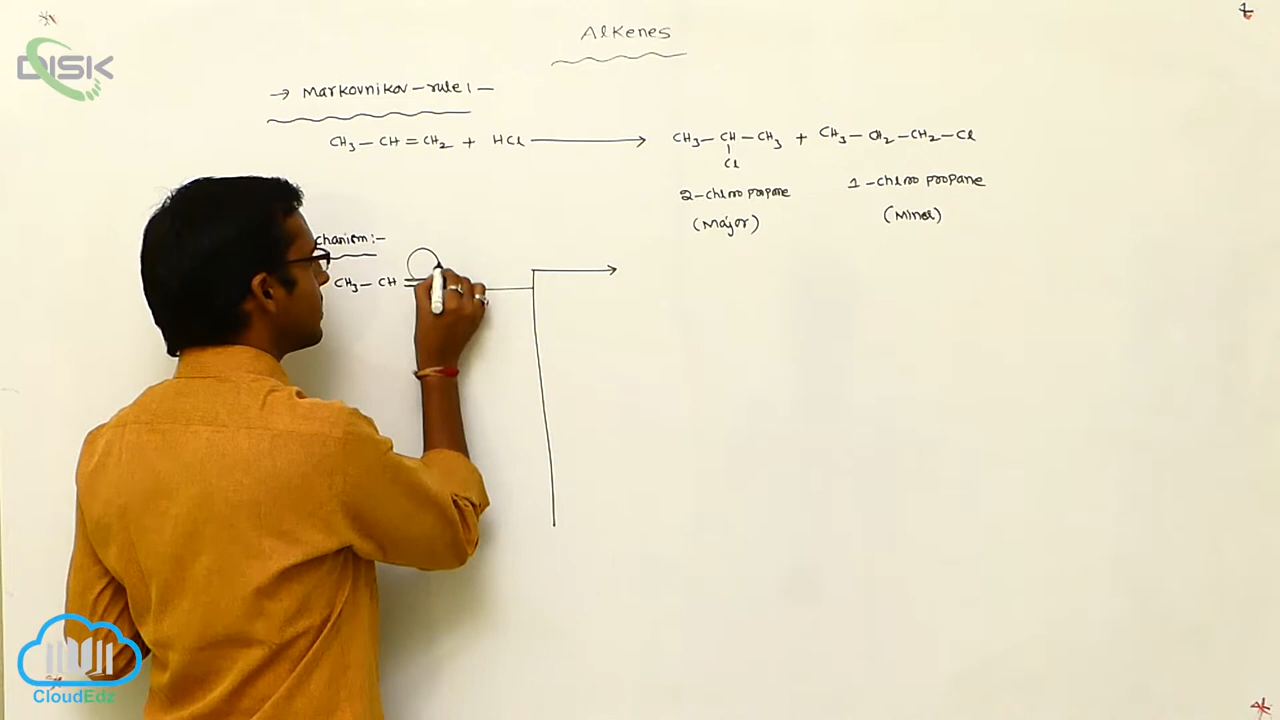 DISK
Alkenes
→ Markovnikov-rule! -
CH3 — CH = CH2 + HCl ⟶ CH3 — CH — CH3 + CH3 — CH2 — CH2 — Cl
Cl
2-chloro propane 1-chloro propane
(Major) (Minor)
chanism:-
CH3 — CH =
CloudEdz